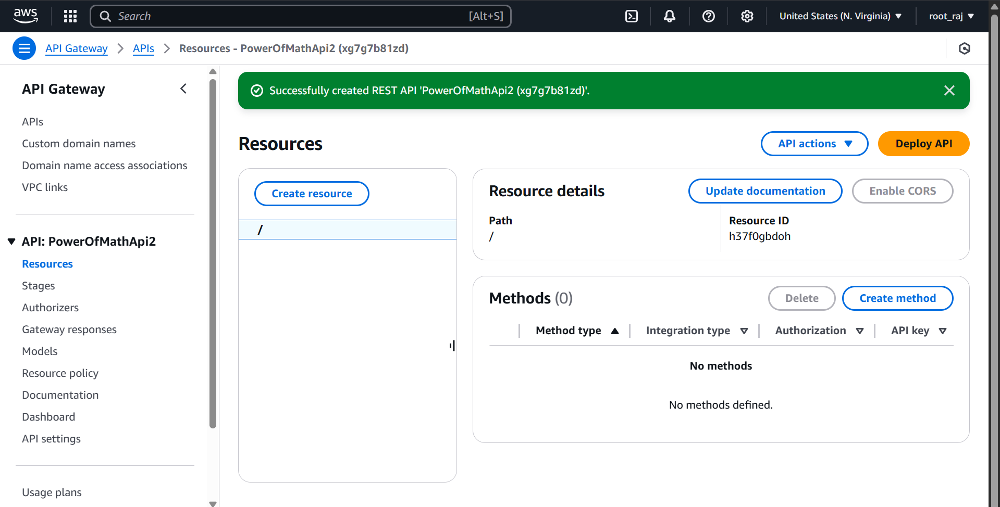 aws
Search
[Alt+S]
United States (N. Virginia)
root_raj
API Gateway
APIs
Resources - PowerOfMathApi2 (xg7g7b81zd)
API Gateway
APIs
Custom domain names
Domain name access associations
VPC links
API: PowerOfMathApi2
Resources
Stages
Authorizers
Gateway responses
Models
Resource policy
Documentation
Dashboard
API settings
Usage plans
Successfully created REST API 'PowerOfMathApi2 (xg7g7b81zd)'.
Resources
API actions
Deploy API
Create resource
/
Resource details
Update documentation
Enable CORS
Path
/
Resource ID
h37f0gbdoh
Methods (0)
Delete
Create method
Method type
Integration type
Authorization
API key
No methods
No methods defined.